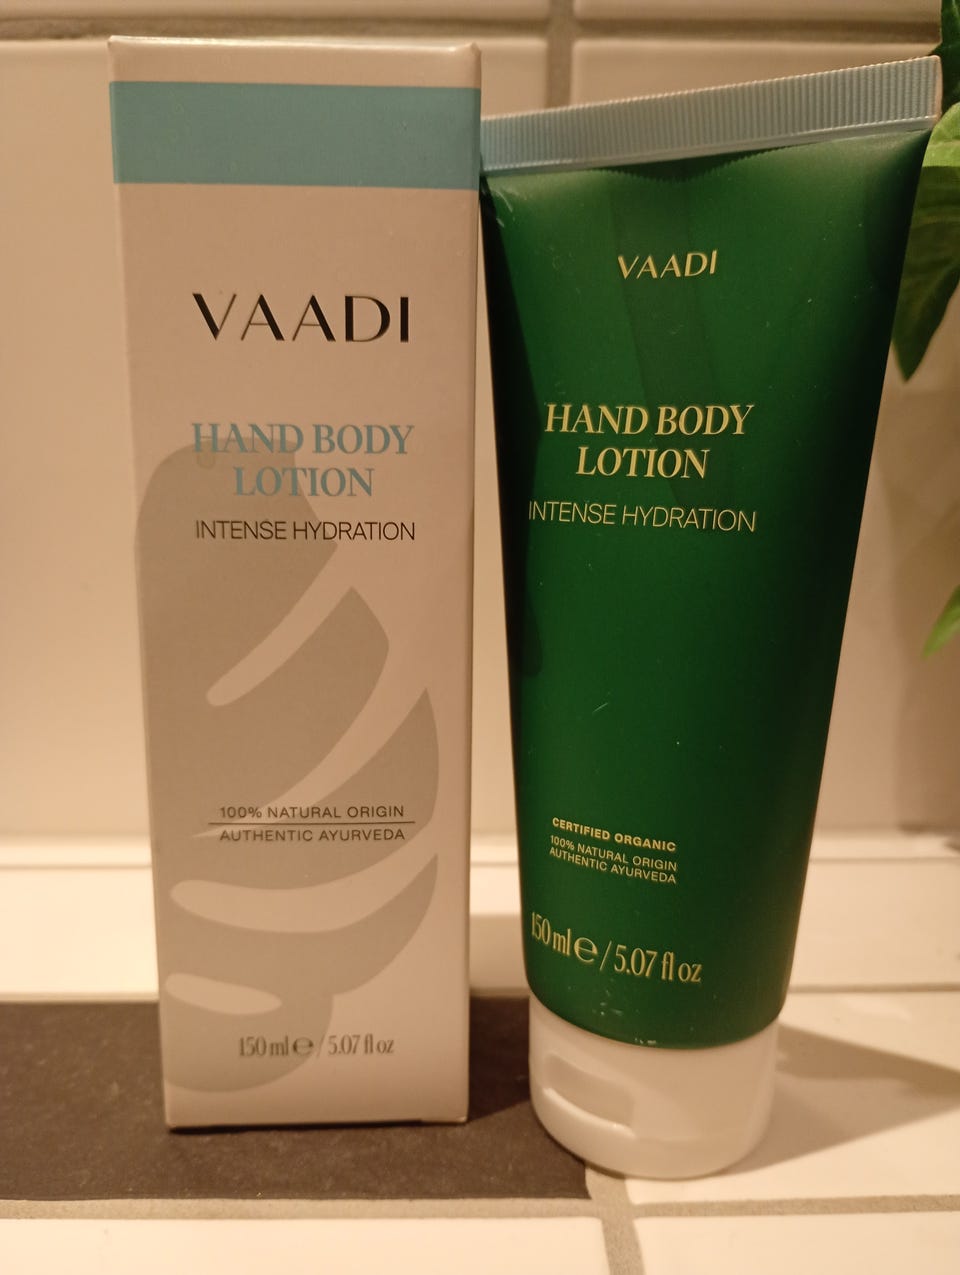 VAADI
HAND BODY
LOTION
INTENSE HYDRATION
100% NATURAL ORIGIN
AUTHENTIC AYURVEDA
150 ml ℮ / 5.07 fl oz
VAADI
HAND BODY
LOTION
INTENSE HYDRATION
CERTIFIED ORGANIC
100% NATURAL ORIGIN
AUTHENTIC AYURVEDA
150 ml ℮ / 5.07 fl oz